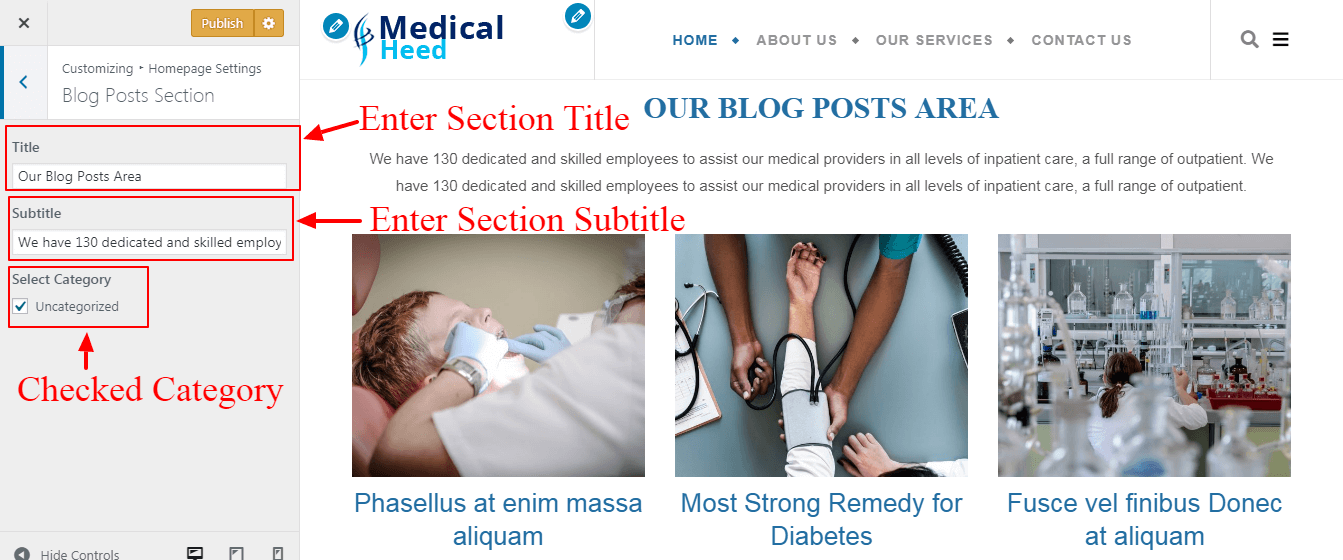 Publish
Customizing ▸ Homepage Settings
Blog Posts Section
Title
Our Blog Posts Area
Subtitle
We have 130 dedicated and skilled employ
Select Category
Uncategorized
Checked Category
Hide Controls
Medical
Heed
HOME ABOUT US OUR SERVICES CONTACT US
Enter Section Title
OUR BLOG POSTS AREA
We have 130 dedicated and skilled employees to assist our medical providers in all levels of inpatient care, a full range of outpatient. We
have 130 dedicated and skilled employees to assist our medical providers in all levels of inpatient care, a full range of outpatient.
Enter Section Subtitle
Phasellus at enim massa
aliquam
Most Strong Remedy for
Diabetes
Fusce vel finibus Donec
at aliquam